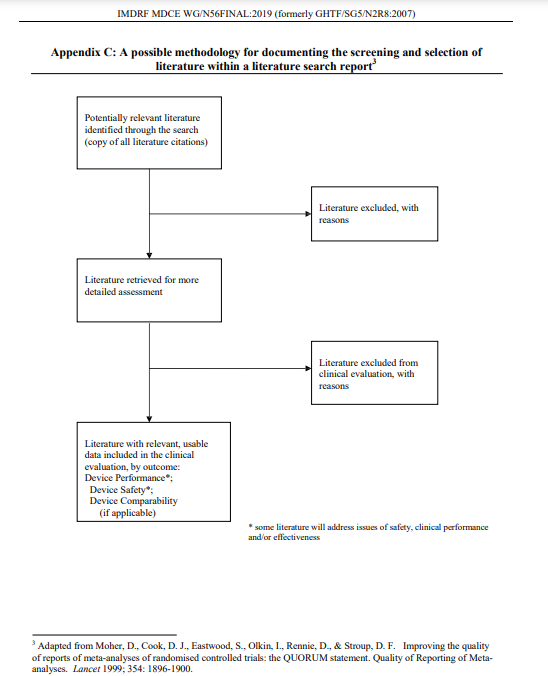 IMDRF MDCE WG/N56FINAL:2019 (formerly GHTF/SG5/N2R8:2007)
Appendix C: A possible methodology for documenting the screening and selection of
literature within a literature search report3
Potentially relevant literature
identified through the search
(copy of all literature citations)
Literature excluded, with
reasons
Literature retrieved for more
detailed assessment
Literature excluded from
clinical evaluation, with
reasons
Literature with relevant, usable
data included in the clinical
evaluation, by outcome:
Device Performance*;
Device Safety*;
Device Comparability
(if applicable)
* some literature will address issues of safety, clinical performance
and/or effectiveness
3 Adapted from Moher, D., Cook, D. J., Eastwood, S., Olkin, I., Rennie, D., & Stroup, D. F. Improving the quality
of reports of meta-analyses of randomised controlled trials: the QUORUM statement. Quality of Reporting of Meta-
analyses. Lancet 1999; 354: 1896-1900.